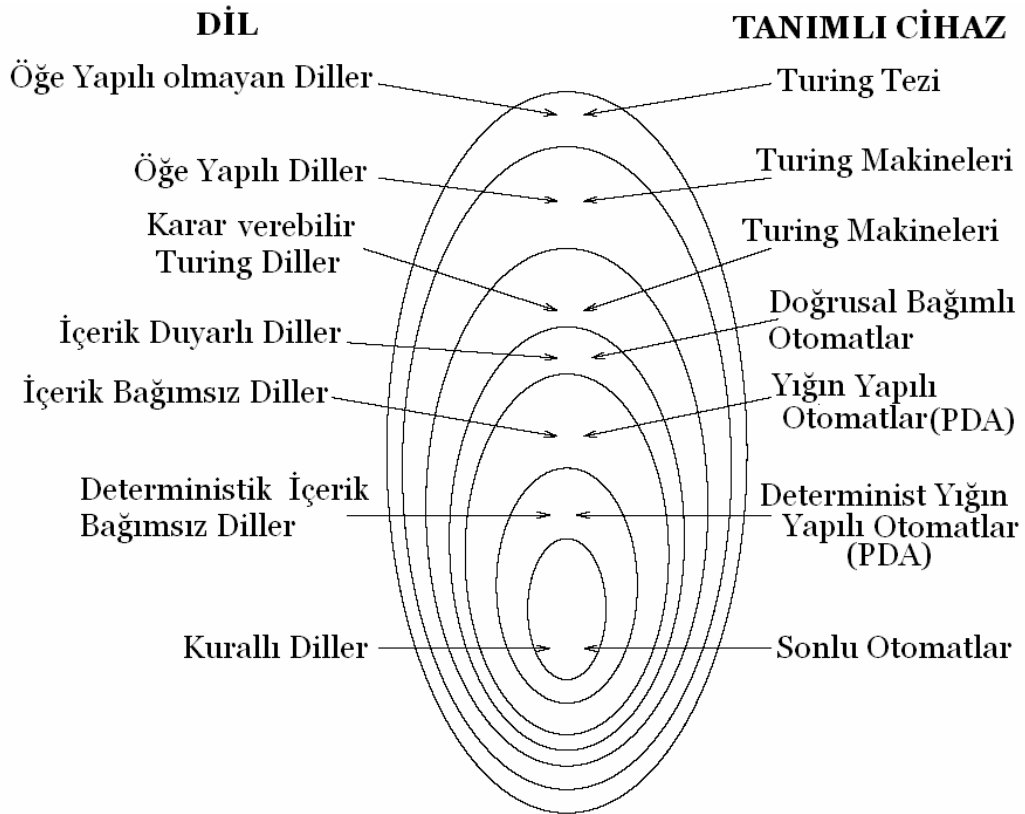 DİL
TANIMLI CİHAZ
Öğe Yapılı olmayan Diller
Turing Tezi
Öğe Yapılı Diller
Turing Makineleri
Karar verebilir
Turing Diller
Turing Makineleri
İçerik Duyarlı Diller
Doğrusal Bağımlı
Otomatlar
İçerik Bağımsız Diller
Yığın Yapılı
Otomatlar(PDA)
Deterministik İçerik
Bağımsız Diller
Determinist Yığın
Yapılı Otomatlar
(PDA)
Kurallı Diller
Sonlu Otomatlar